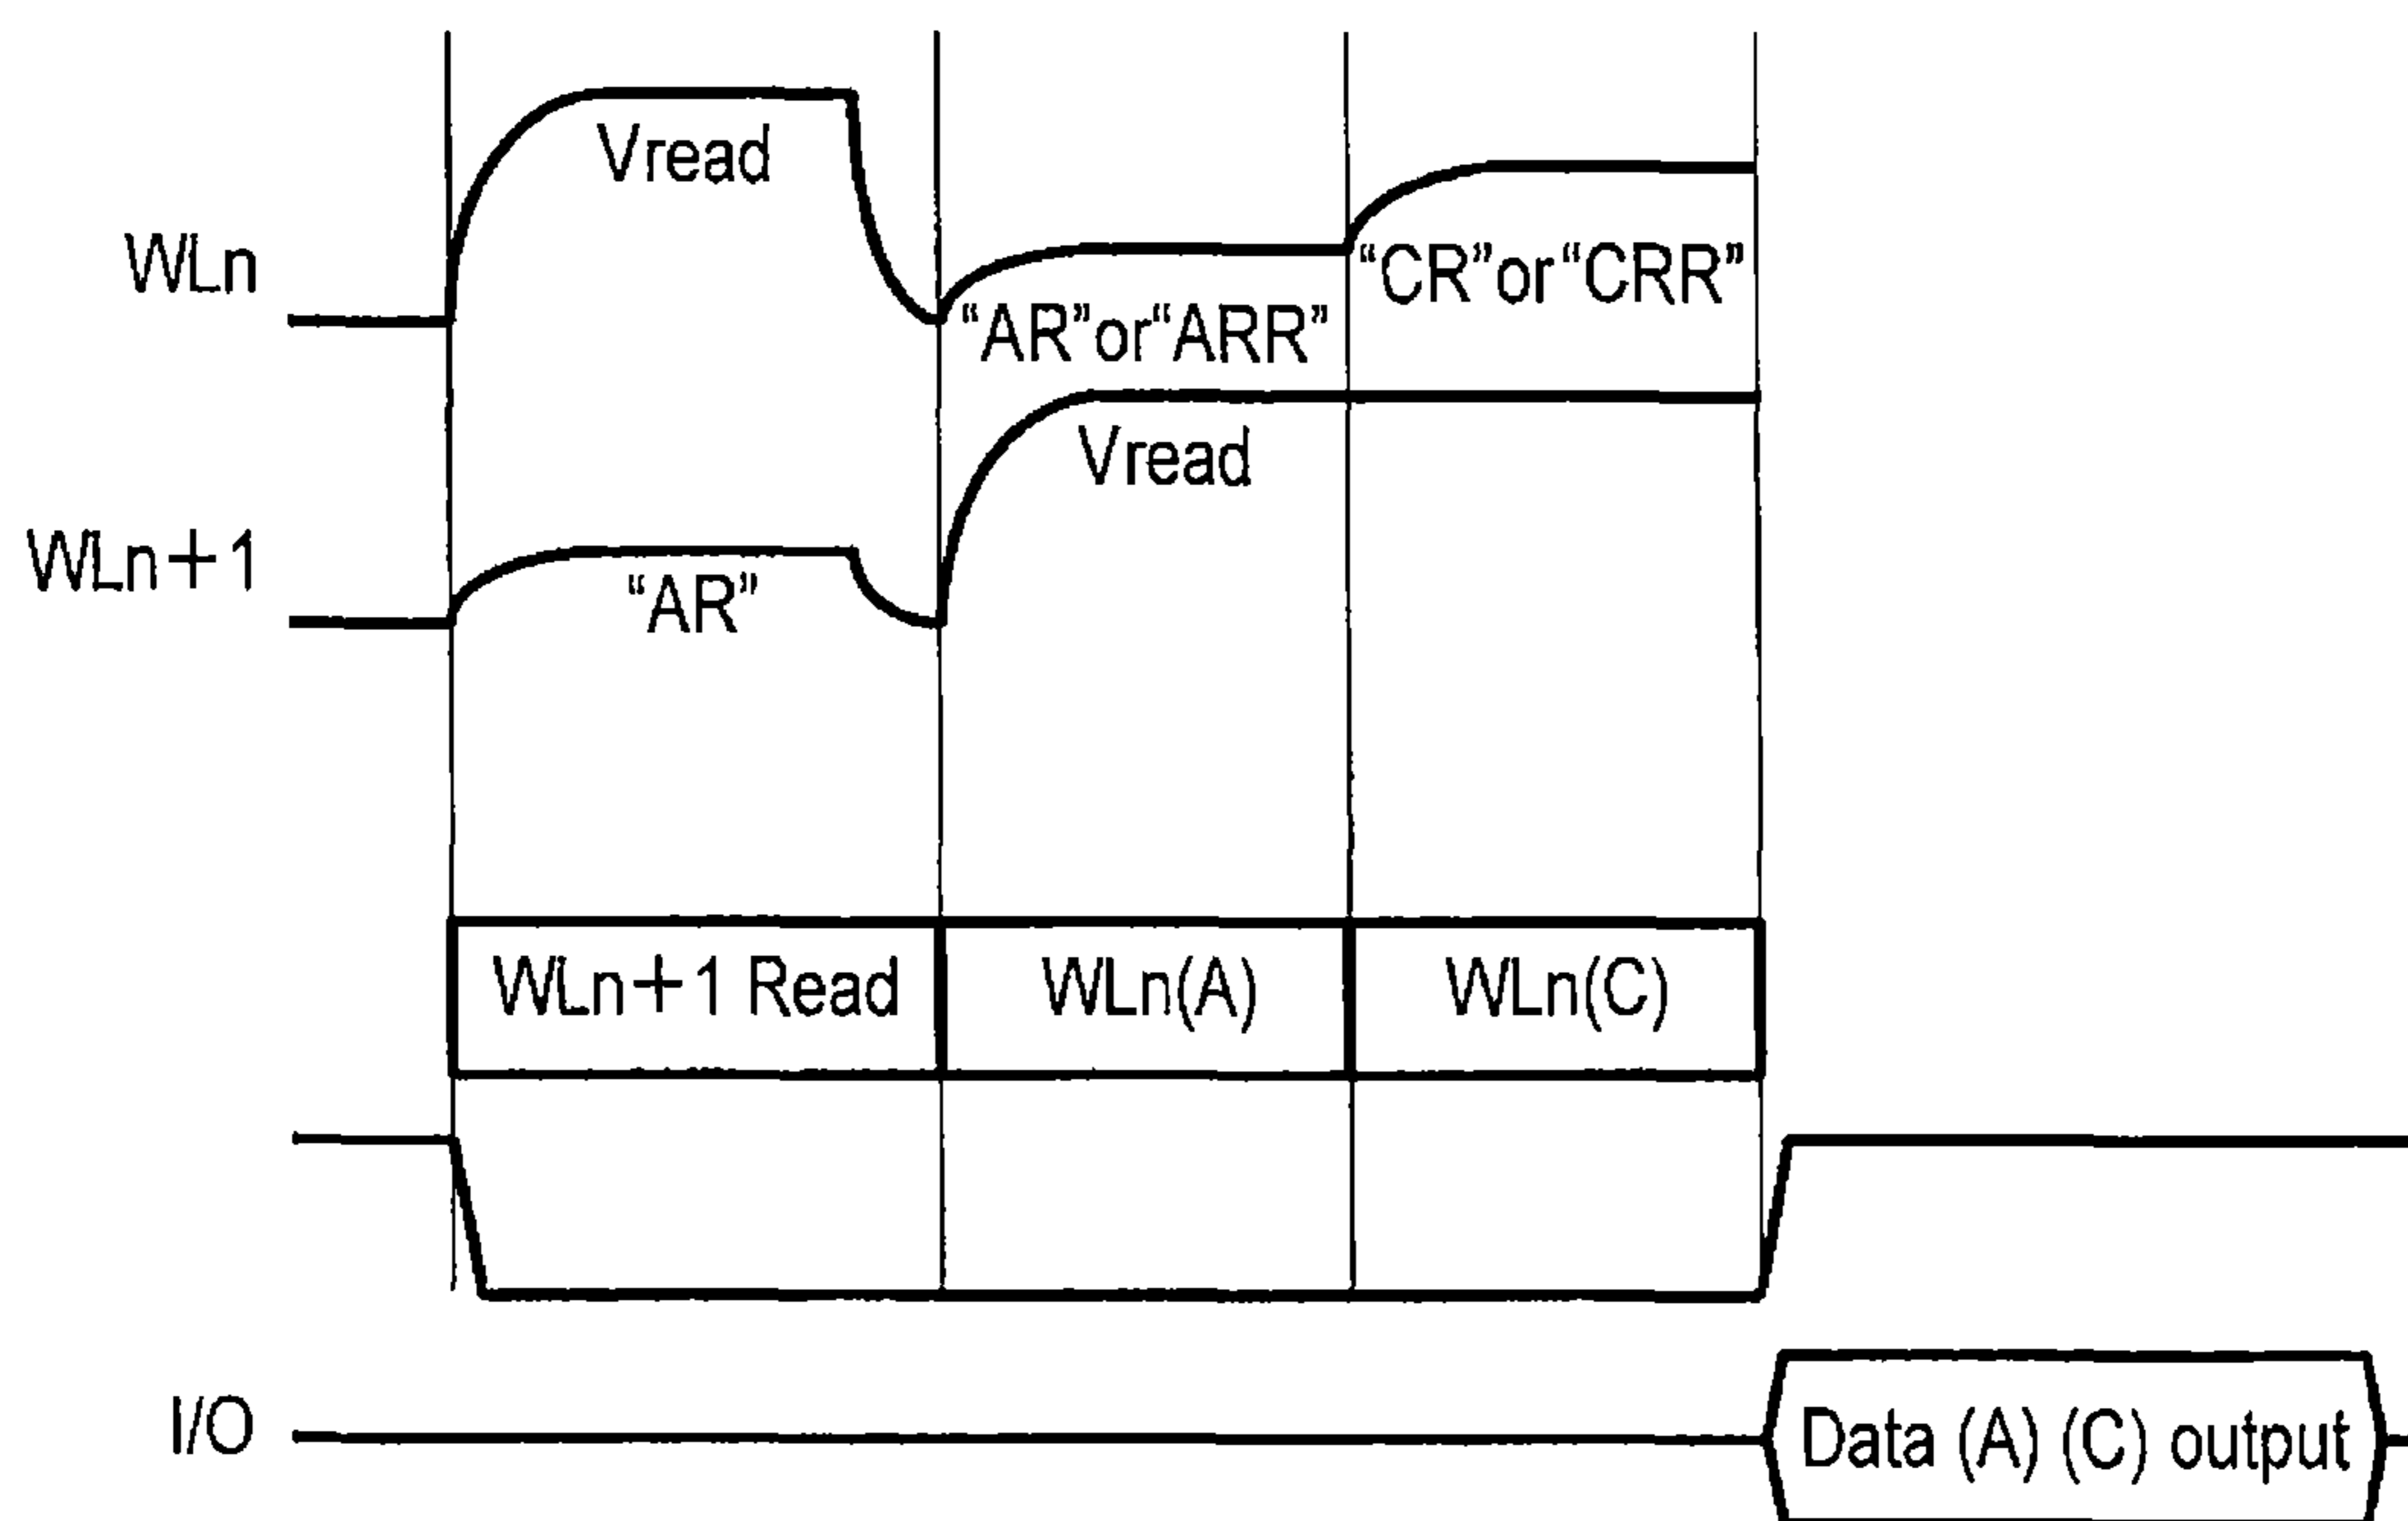 Vread
WLn
“CR”or“CRR”
“AR”or“ARR”
Vread
WLn+1
“AR”
WLn+1 Read
WLn(A)
WLn(C)
I/O
Data (A) (C) output